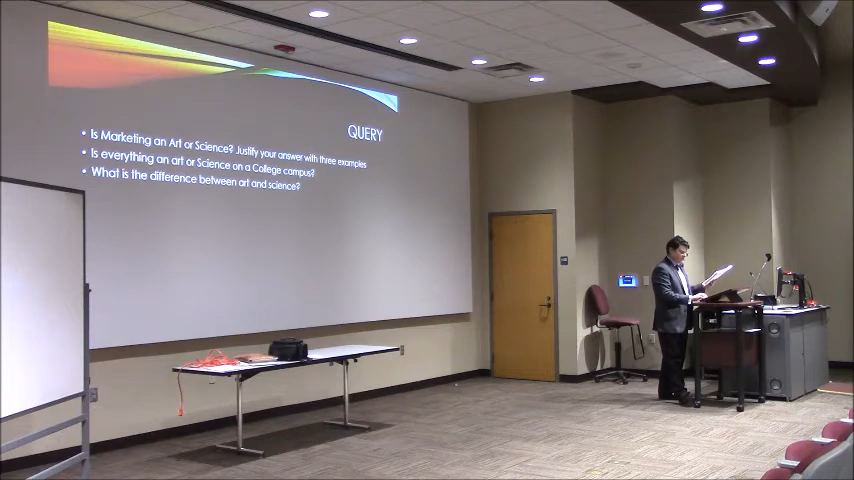 QUERY
• Is Marketing an Art or Science? Justify your answer with three examples
• Is everything an art or Science on a College campus?
• What is the difference between art and science?